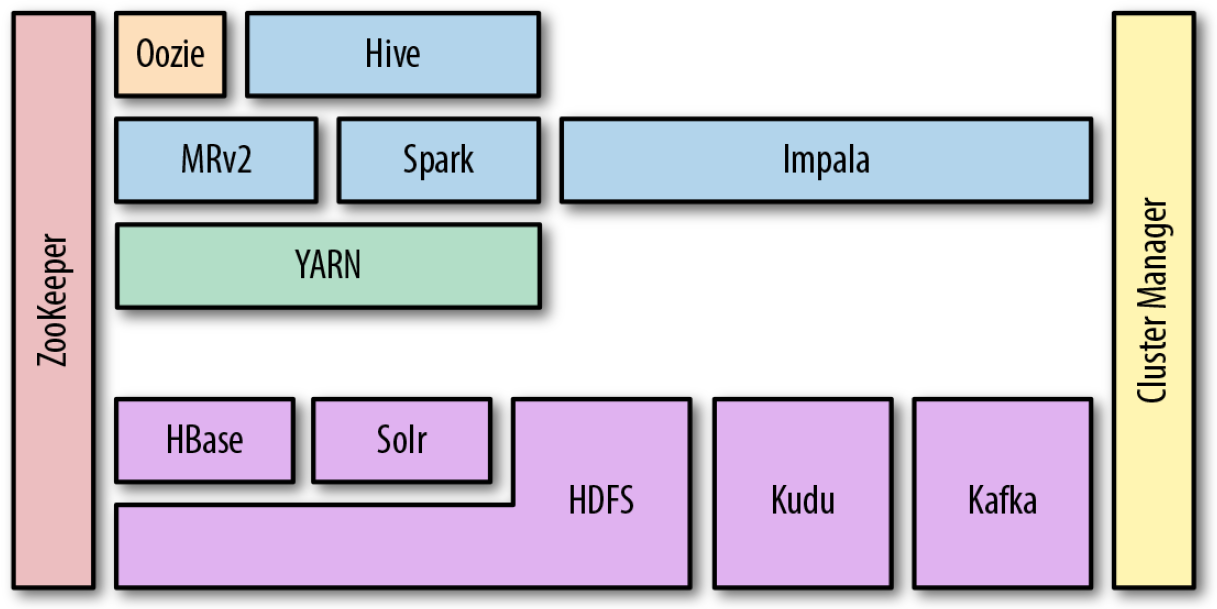 ZooKeeper
Oozie
Hive
MRv2
Spark
Impala
YARN
HBase
Solr
HDFS
Kudu
Kafka
Cluster Manager